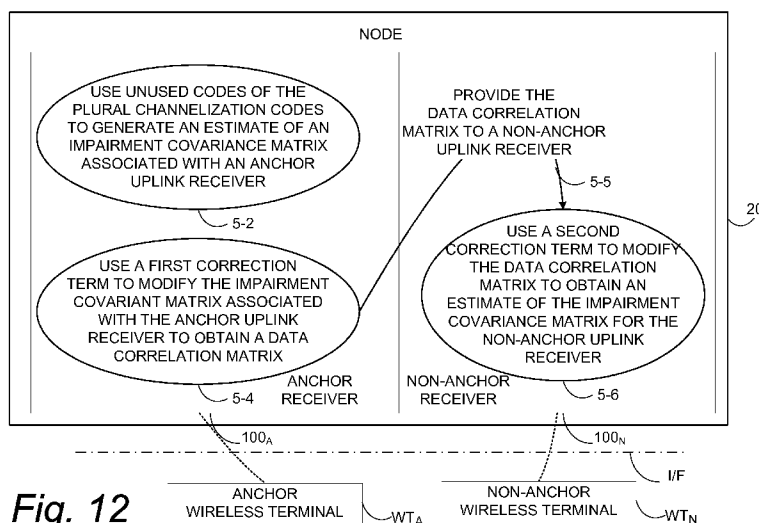 NODE
USE UNUSED CODES OF THE
PLURAL CHANNELIZATION CODES
TO GENERATE AN ESTIMATE OF AN
IMPAIRMENT COVARIANCE MATRIX
ASSOCIATED WITH AN ANCHOR
UPLINK RECEIVER
5-2
PROVIDE THE
DATA CORRELATION
MATRIX TO A NON-ANCHOR
UPLINK RECEIVER
5-5
20
USE A FIRST CORRECTION
TERM TO MODIFY THE IMPAIRMENT
COVARIANT MATRIX ASSOCIATED
WITH THE ANCHOR UPLINK
RECEIVER TO OBTAIN A DATA
CORRELATION MATRIX
5-4
ANCHOR
RECEIVER
USE A SECOND
CORRECTION TERM TO MODIFY
THE DATA CORRELATION
MATRIX TO OBTAIN AN
ESTIMATE OF THE IMPAIRMENT
COVARIANCE MATRIX FOR THE
NON-ANCHOR UPLINK
RECEIVER
5-6
NON-ANCHOR
RECEIVER
100A
100N
I/F
ANCHOR
WIRELESS TERMINAL
WTA
NON-ANCHOR
WIRELESS TERMINAL
WTN
Fig. 12